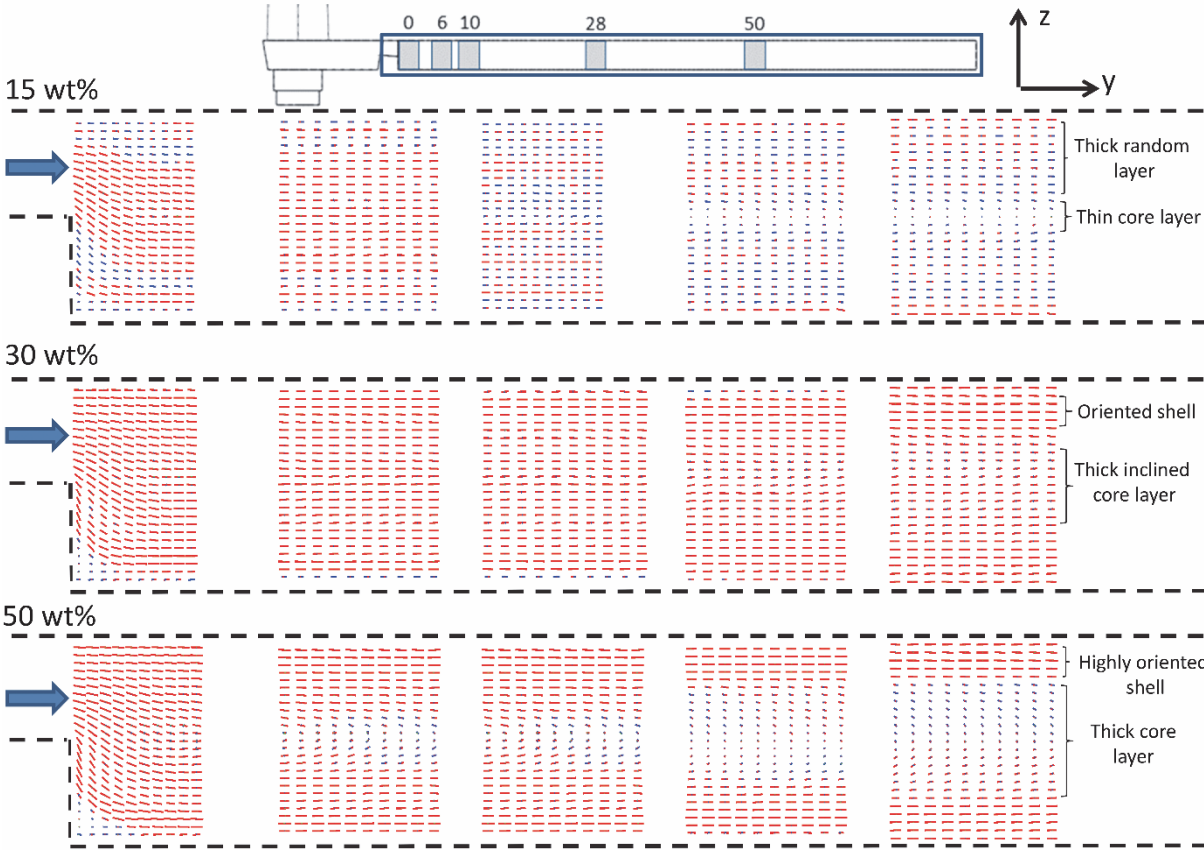 0 6 10 28 50
z
y
15 wt%
Thick random
layer
Thin core layer
30 wt%
Oriented shell
Thick inclined
core layer
50 wt%
Highly oriented
shell
Thick core
layer